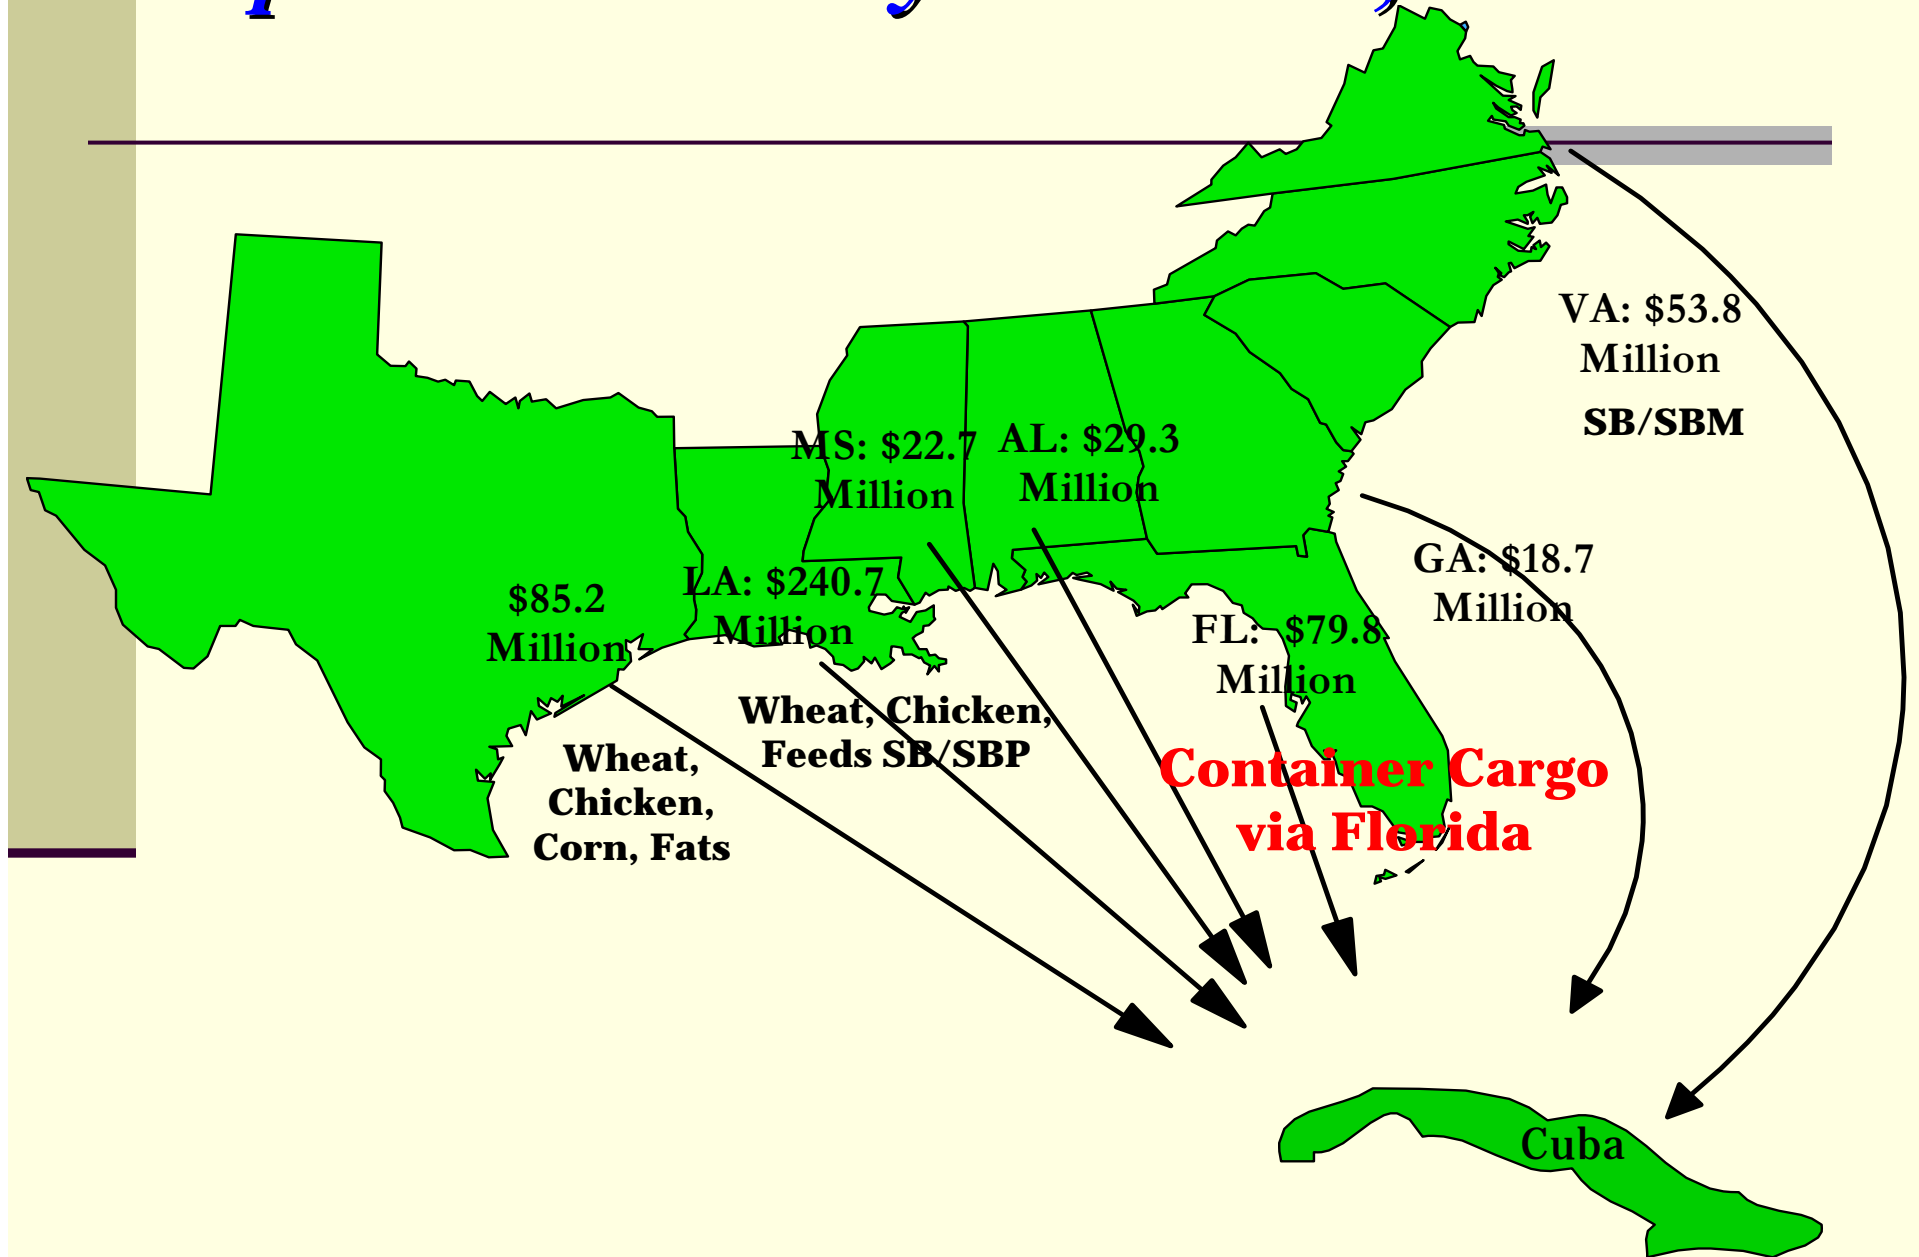 VA: $53.8
Million
SB/SBM
MS: $22.7
Million
AL: $29.3
Million
GA: $18.7
Million
LA: $240.7
Million
$85.2
Million
FL: $79.8
Million
Wheat, Chicken,
Feeds SB/SBP
Wheat,
Chicken,
Corn, Fats
Container Cargo
via Florida
Cuba